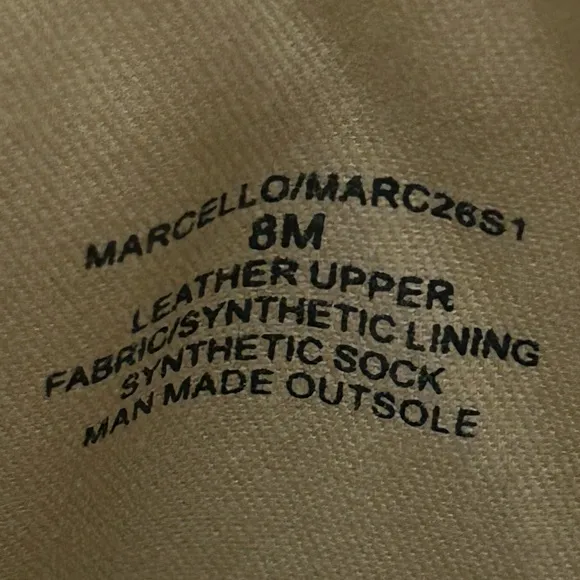 MARCELLO/MARC26S1
8M
LEATHER UPPER
FABRIC/SYNTHETIC LINING
SYNTHETIC SOCK
MAN MADE OUTSOLE